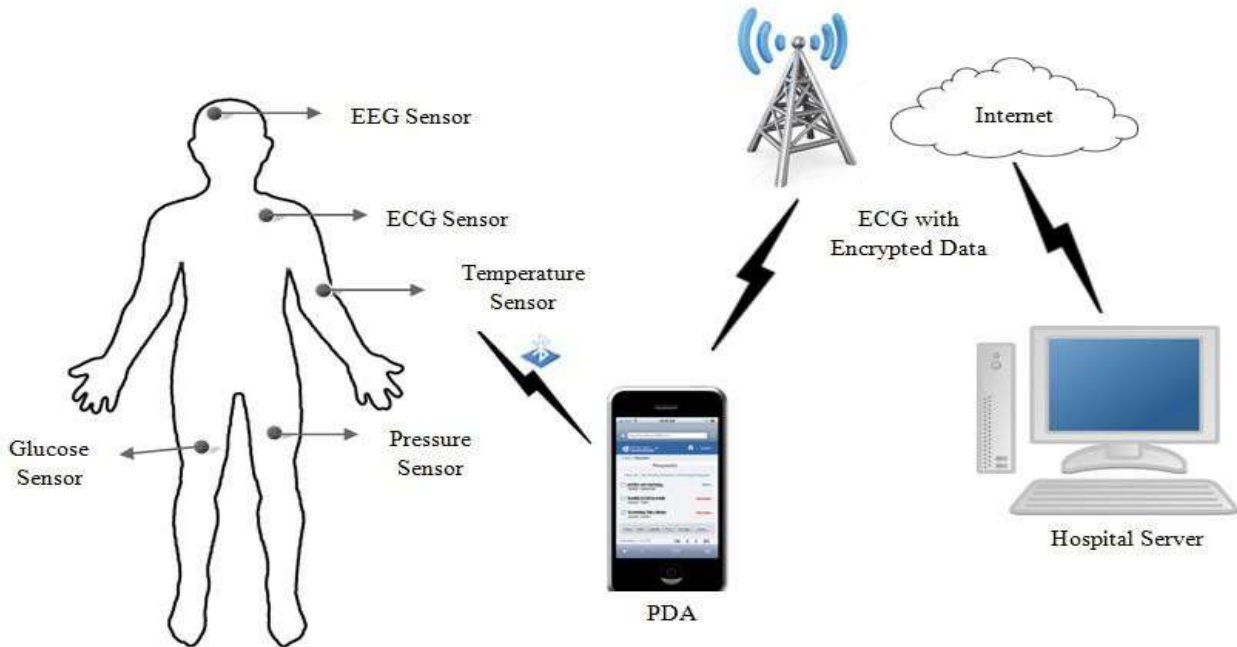 EEG Sensor
ECG Sensor
Temperature
Sensor
Glucose
Sensor
Pressure
Sensor
PDA
ECG with
Encrypted Data
Internet
Hospital Server